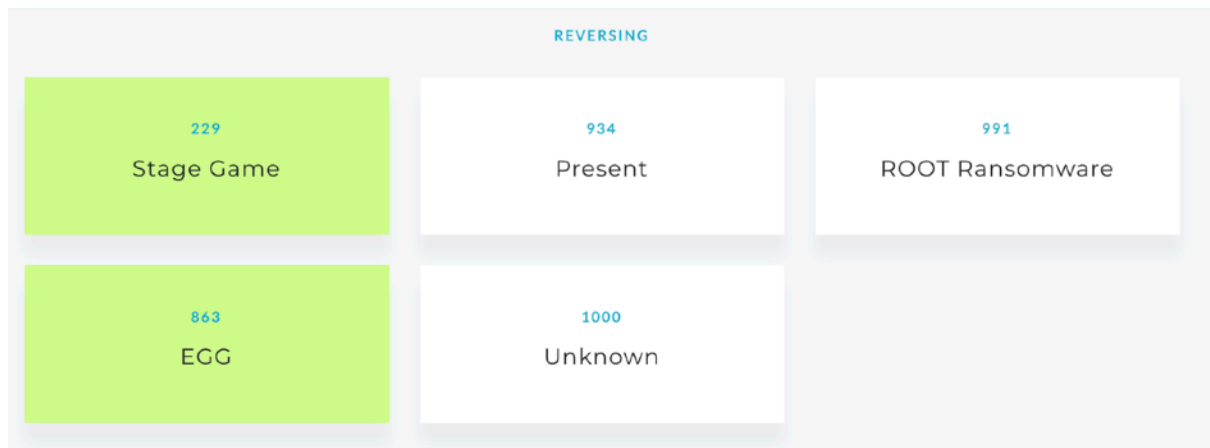 REVERSING
229
Stage Game
934
Present
991
ROOT Ransomware
863
EGG
1000
Unknown